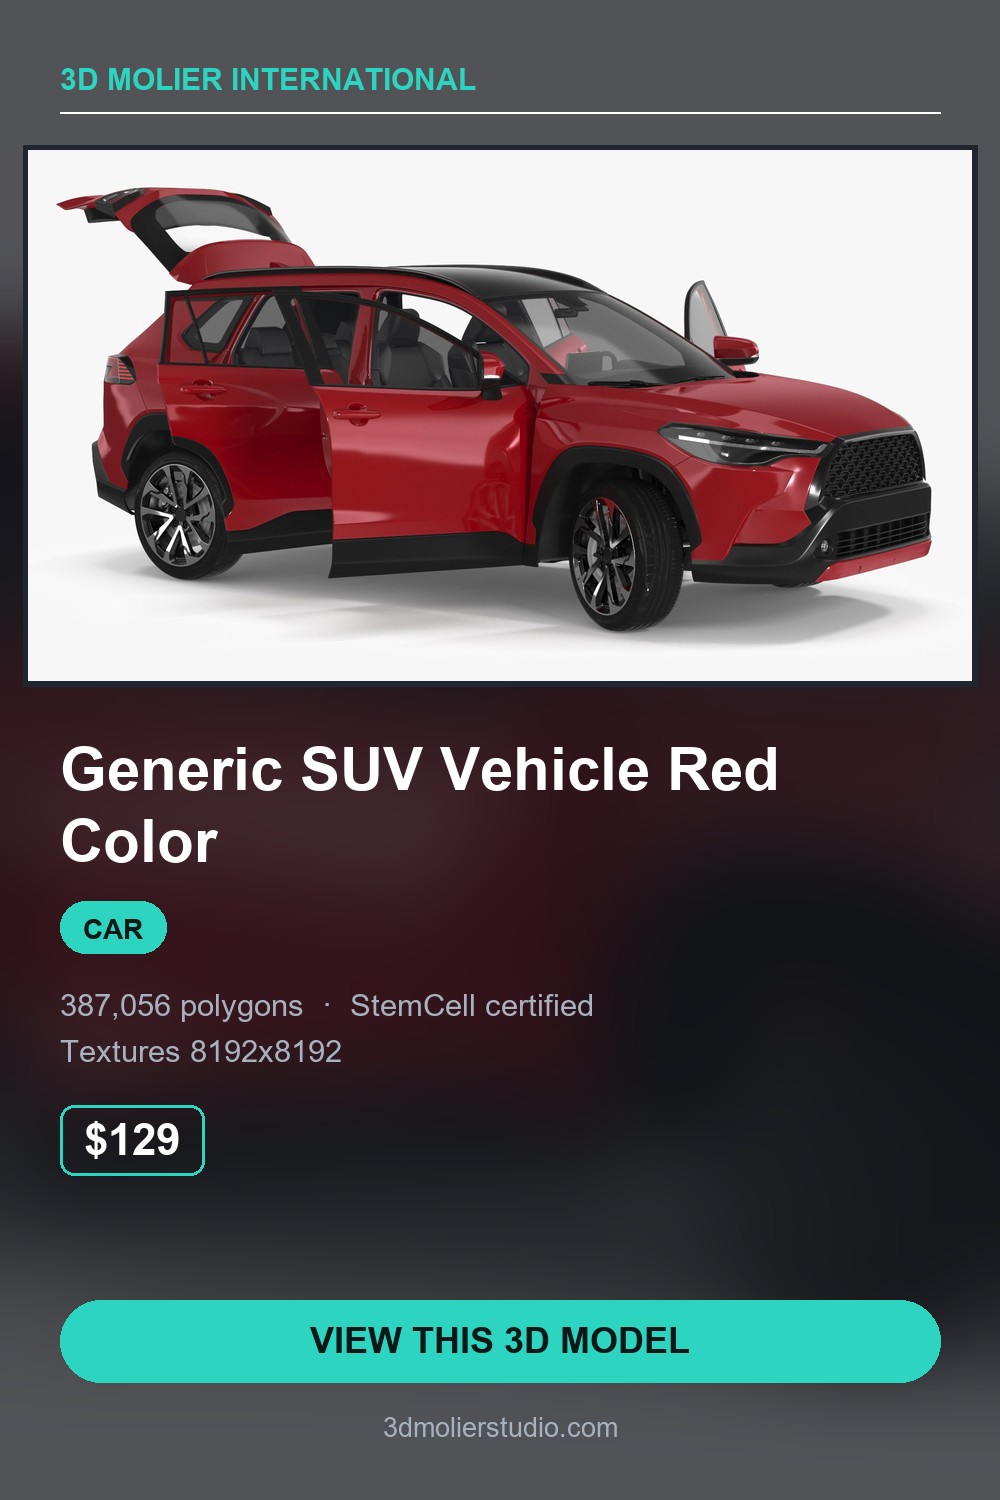 3D MOLIER INTERNATIONAL
Generic SUV Vehicle Red
Color
CAR
387,056 polygons · StemCell certified
Textures 8192x8192
$129
VIEW THIS 3D MODEL
3dmolierstudio.com